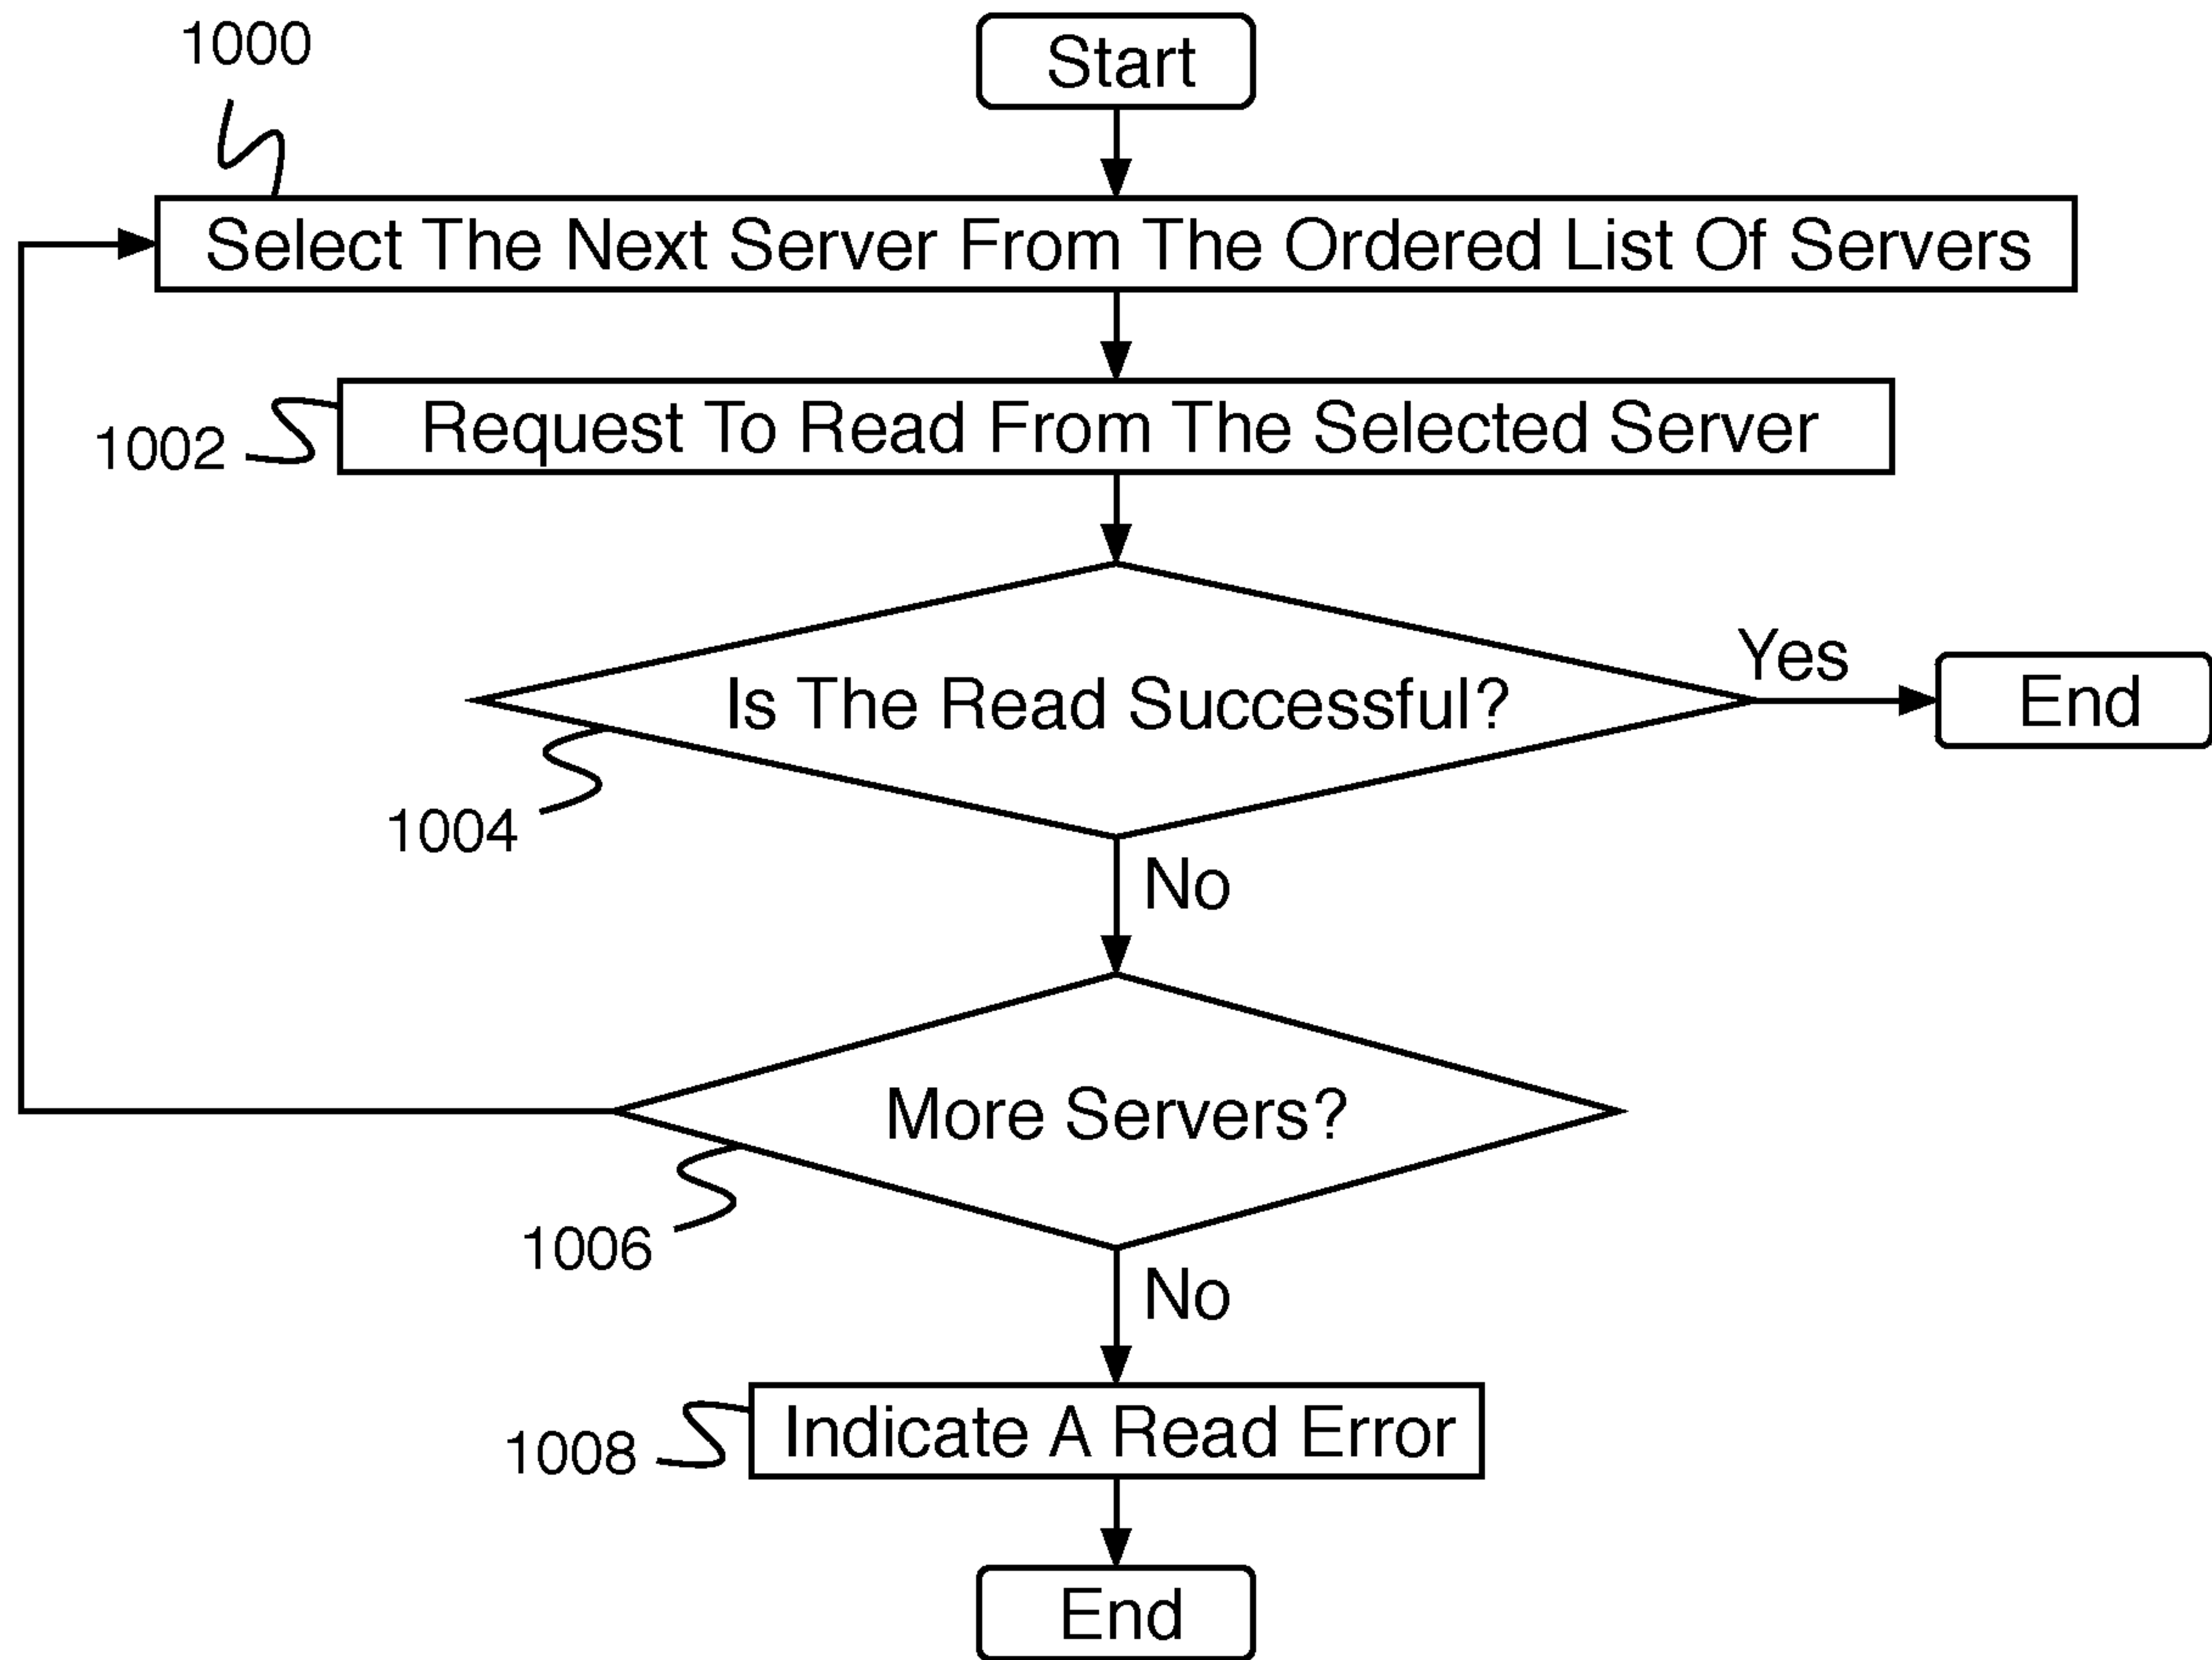 1000
Start
Select The Next Server From The Ordered List Of Servers
1002
Request To Read From The Selected Server
Is The Read Successful?
Yes
End
1004
No
More Servers?
1006
No
1008
Indicate A Read Error
End